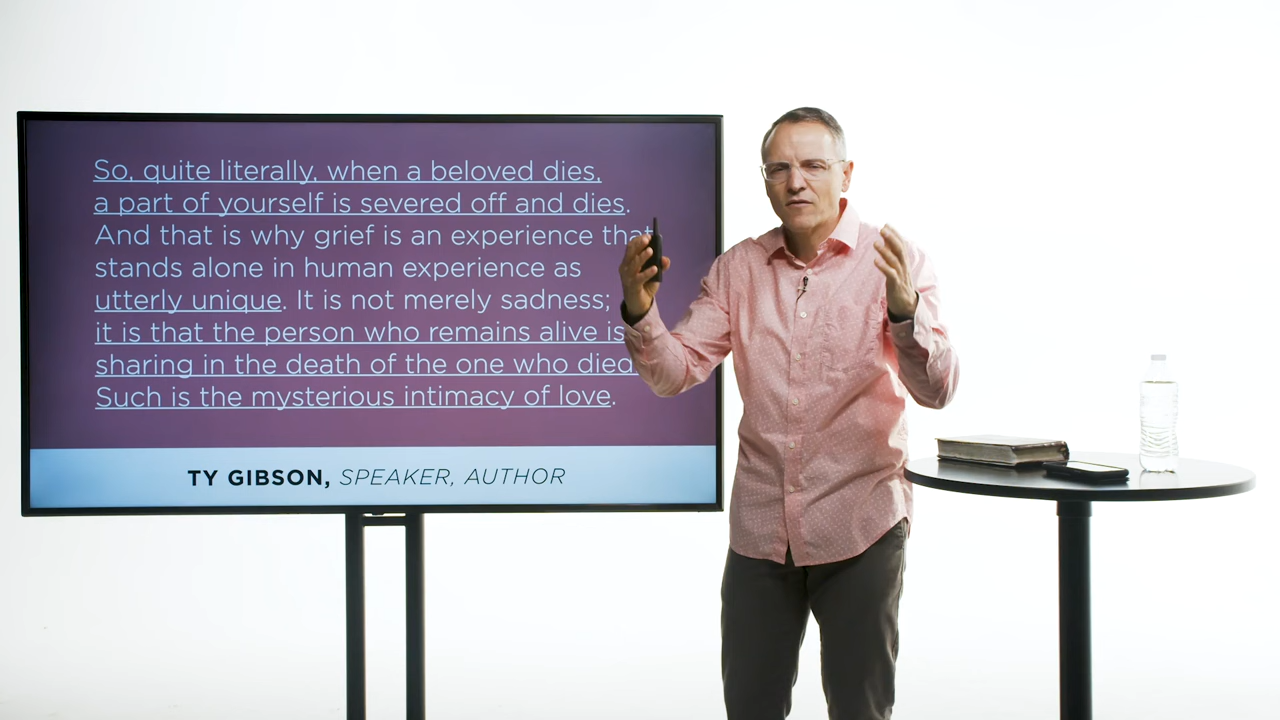 So, quite literally, when a beloved dies,
a part of yourself is severed off and dies.
And that is why grief is an experience that
stands alone in human experience as
utterly unique. It is not merely sadness;
it is that the person who remains alive is
sharing in the death of the one who died.
Such is the mysterious intimacy of love.
TY GIBSON, SPEAKER, AUTHOR